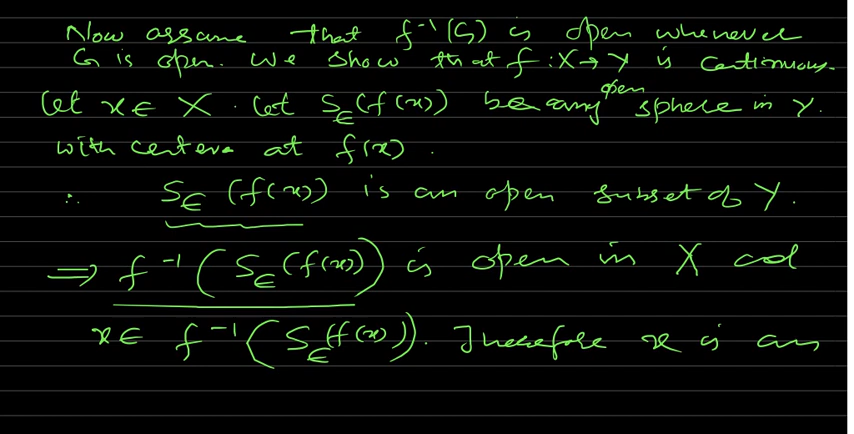 Now assume that f⁻¹(G) is open whenever
G is open. We show that f : X → Y is continuous.
Let x ∈ X. Let S_ϵ(f(x)) be any open sphere in Y.
with centere at f(x).
∴ S_ϵ(f(x)) is an open subset of Y.
⟹ f⁻¹(S_ϵ(f(x))) is open in X and
x ∈ f⁻¹(S_ϵ(f(x))). Therefore x is an